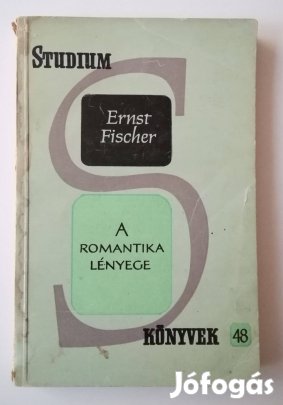 STUDIUM
Ernst
Fischer
A
ROMANTIKA
LÉNYEGE
KÖNYVEK 48
Jófogás